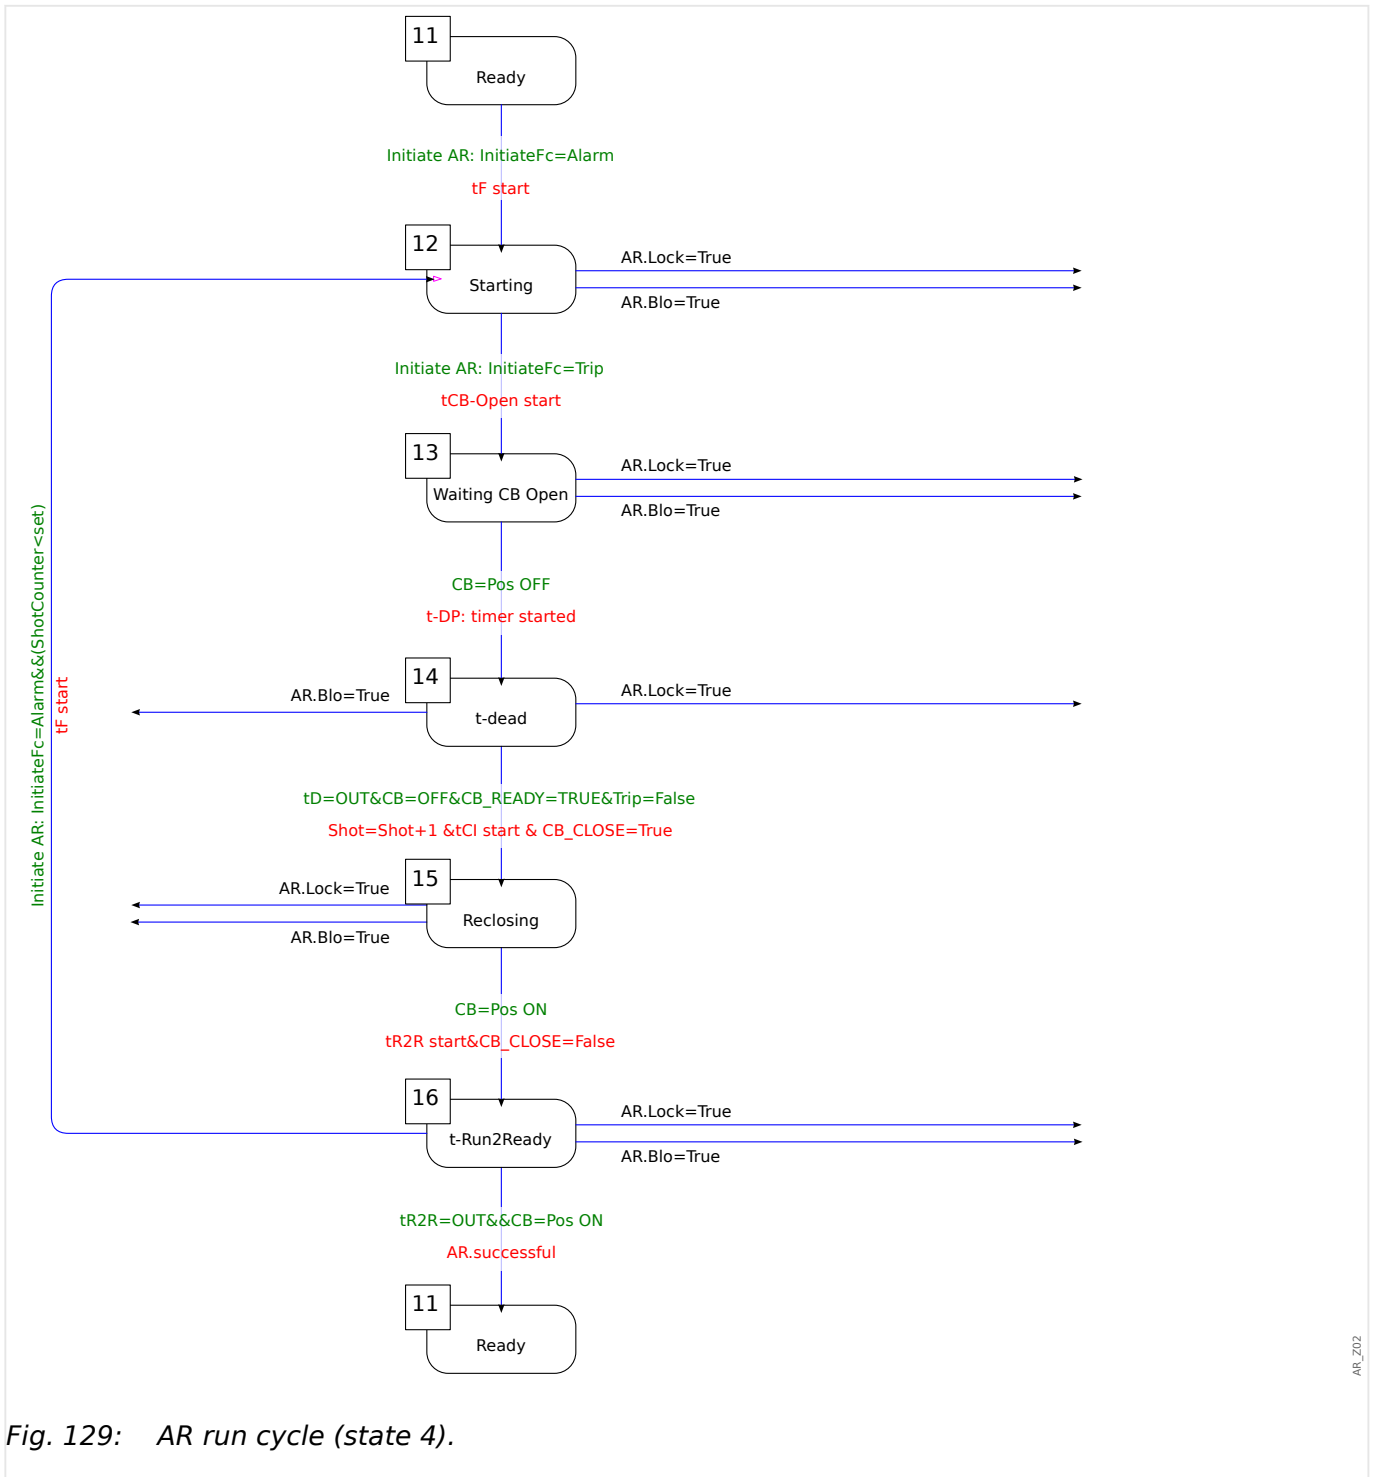 11
Ready
Initiate AR: InitiateFc=Alarm
tF start
12
Starting
AR.Lock=True
AR.Blo=True
Initiate AR: InitiateFc=Trip
tCB-Open start
13
Waiting CB Open
AR.Lock=True
AR.Blo=True
CB=Pos OFF
t-DP: timer started
Initiate AR: InitiateFc=Alarm&&(ShotCounter<set)
tF start
14
t-dead
AR.Blo=True
AR.Lock=True
tD=OUT&CB=OFF&CB_READY=TRUE&Trip=False
Shot=Shot+1 &tCI start & CB_CLOSE=True
15
Reclosing
AR.Lock=True
AR.Blo=True
CB=Pos ON
tR2R start&CB_CLOSE=False
16
t-Run2Ready
AR.Lock=True
AR.Blo=True
tR2R=OUT&&CB=Pos ON
AR.successful
11
Ready
AR_Z02
Fig. 129: AR run cycle (state 4).